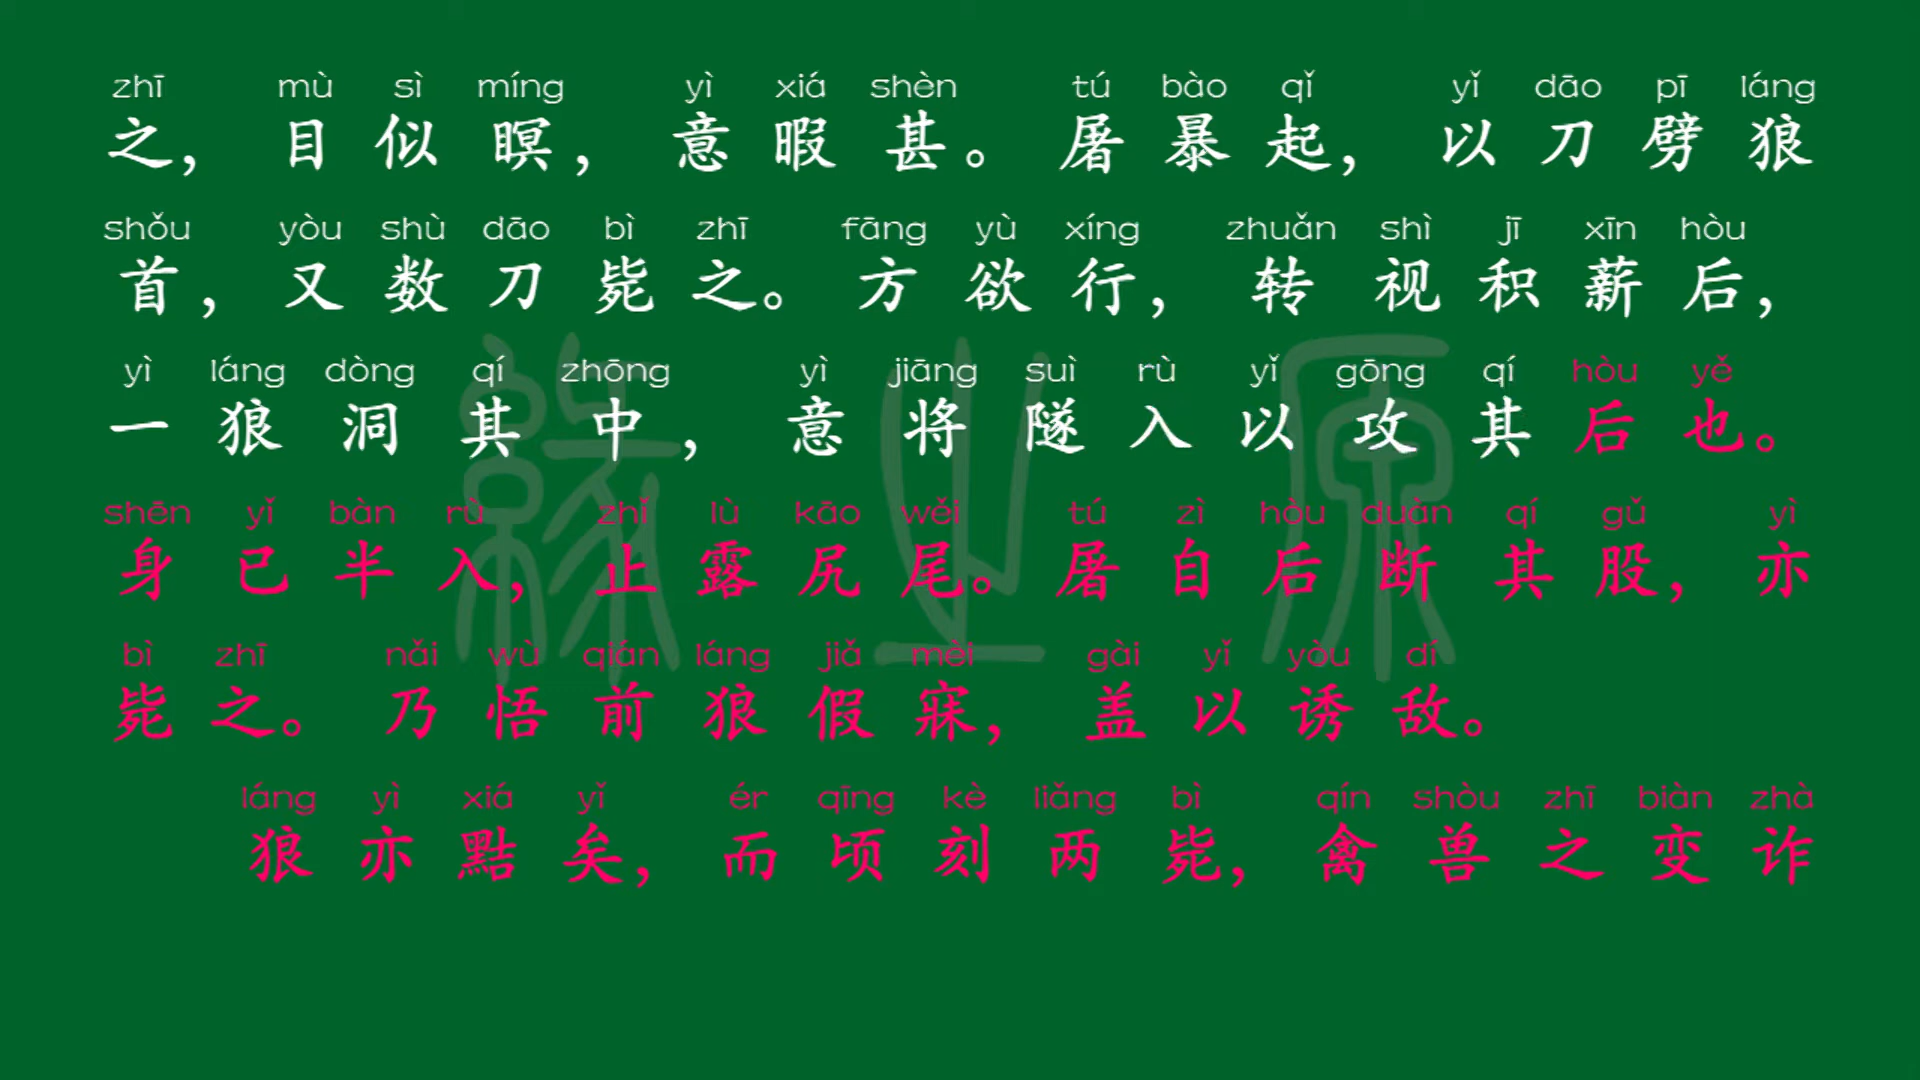 zhī mù sì míng yì xiá shèn tú bào qǐ yǐ dāo pī láng
之，目似瞑，意暇甚。屠暴起，以刀劈狼
shǒu yòu shù dāo bì zhī fāng yù xíng zhuǎn shì jī xīn hòu
首，又数刀毙之。方欲行，转视积薪后，
yì láng dòng qí zhōng yì jiāng suì rù yǐ gōng qí hòu yě
一狼洞其中，意将隧入以攻其后也。
shēn yǐ bàn rù zhǐ lù kāo wěi tú zì hòu duàn qí gǔ yì
身已半入，止露尻尾。屠自后断其股，亦
bì zhī nǎi wù qián láng jiǎ mèi gài yǐ yòu dí
毙之。乃悟前狼假寐，盖以诱敌。
láng yì xiá yǐ ér qīng kè liǎng bì qín shòu zhī biàn zhà
狼亦黠矣，而顷刻两毙，禽兽之变诈